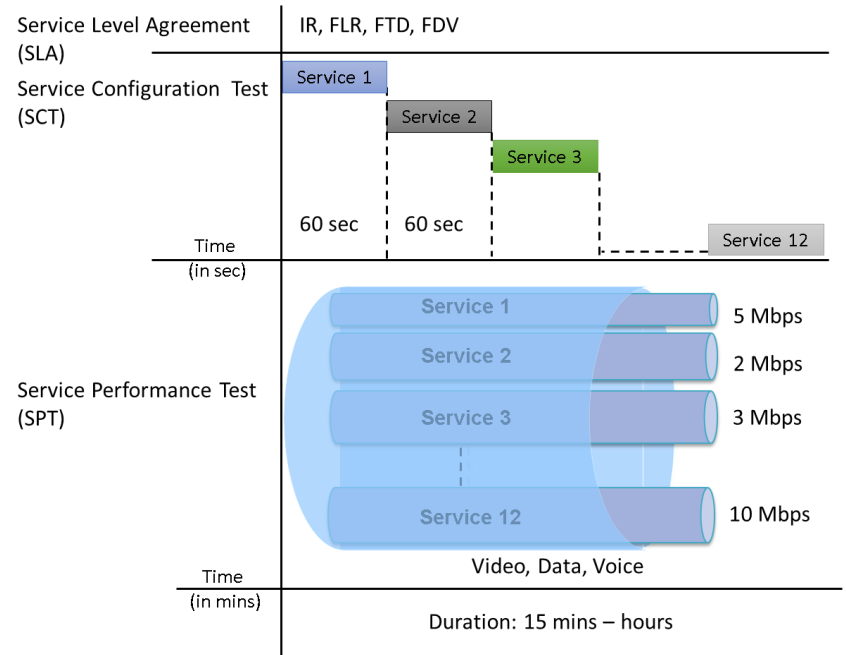 Service Level Agreement
(SLA)
IR, FLR, FTD, FDV
Service Configuration Test
(SCT)
Service 1
Service 2
Service 3
60 sec
60 sec
Service 12
Time
(in sec)
Service 1
5 Mbps
Service 2
2 Mbps
Service Performance Test
(SPT)
Service 3
3 Mbps
Service 12
10 Mbps
Video, Data, Voice
Time
(in mins)
Duration: 15 mins – hours